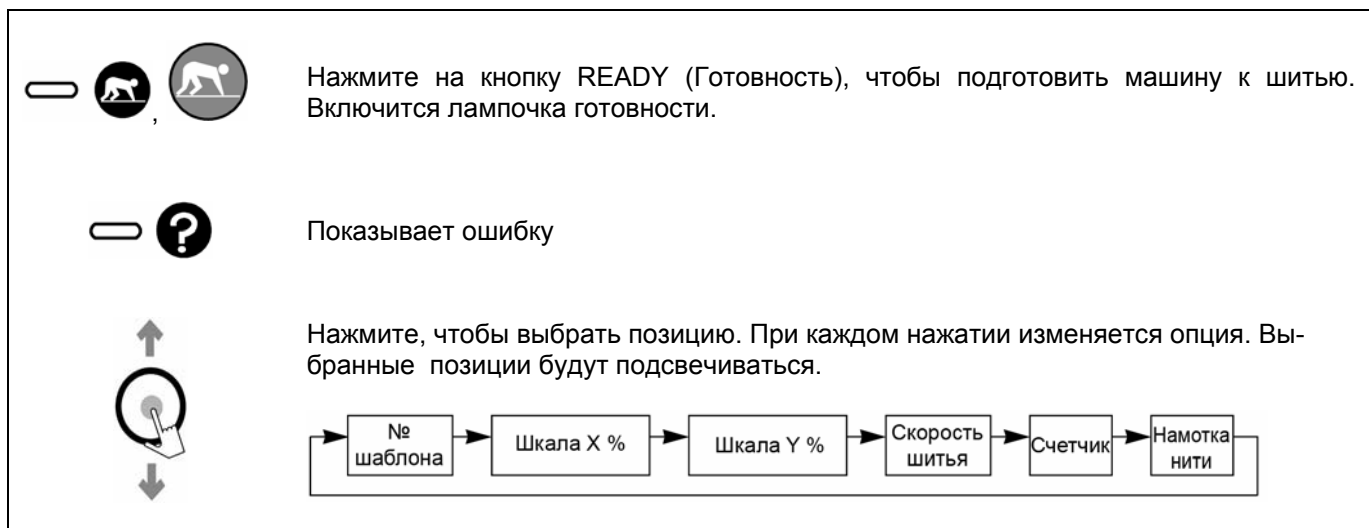 Нажмите на кнопку READY (Готовность), чтобы подготовить машину к шитью.
Включится лампочка готовности.
?
Показывает ошибку
Нажмите, чтобы выбрать позицию. При каждом нажатии изменяется опция. Вы-
бранные позиции будут подсвечиваться.
№
шаблона
Шкала X %
Шкала Y %
Скорость
шитья
Счетчик
Намотка
нити